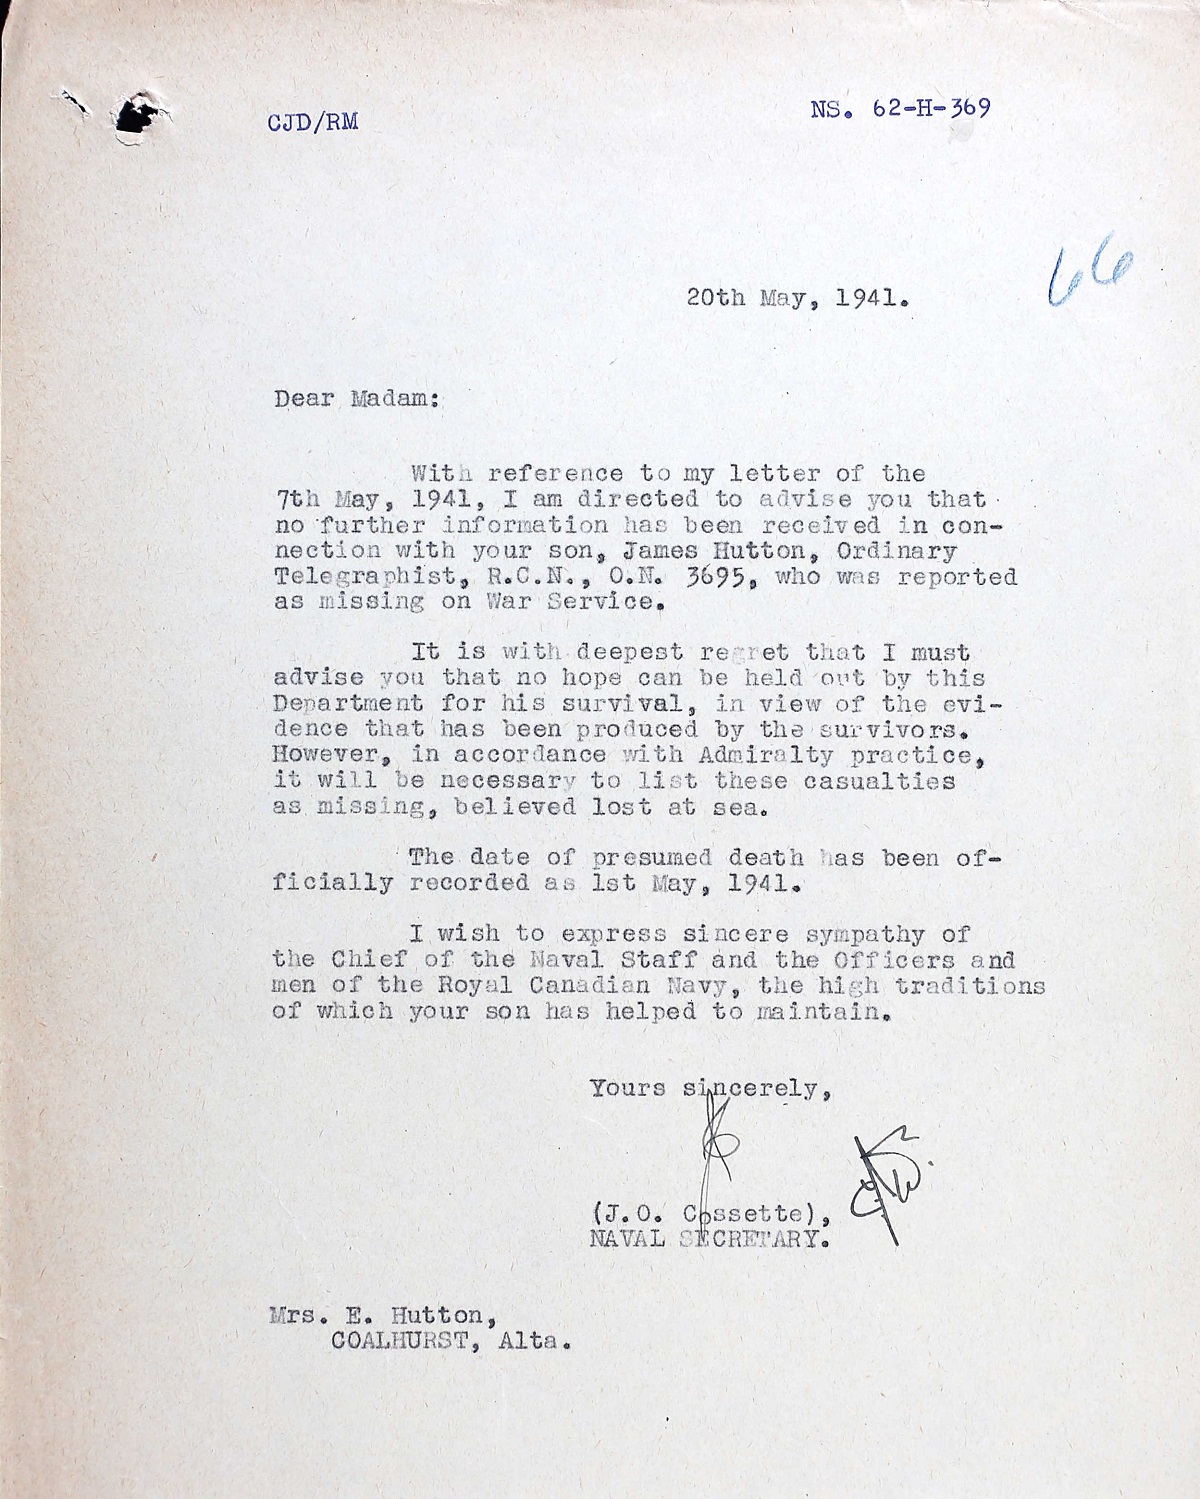 CJD/RM
NS. 62-H-369
66
20th May, 1941.
Dear Madam:
With reference to my letter of the
7th May, 1941, I am directed to advise you that
no further information has been received in con-
nection with your son, James Hutton, Ordinary
Telegraphist, R.C.N., O.N. 3695, who was reported
as missing on War Service.
It is with deepest regret that I must
advise you that no hope can be held out by this
Department for his survival, in view of the evi-
dence that has been produced by the survivors.
However, in accordance with Admiralty practice,
it will be necessary to list these casualties
as missing, believed lost at sea.
The date of presumed death has been of-
ficially recorded as 1st May, 1941.
I wish to express sincere sympathy of
the Chief of the Naval Staff and the Officers and
men of the Royal Canadian Navy, the high traditions
of which your son has helped to maintain.
Yours sincerely,
(J.O. Cossette),
NAVAL SECRETARY.
Mrs. E. Hutton,
COALHURST, Alta.